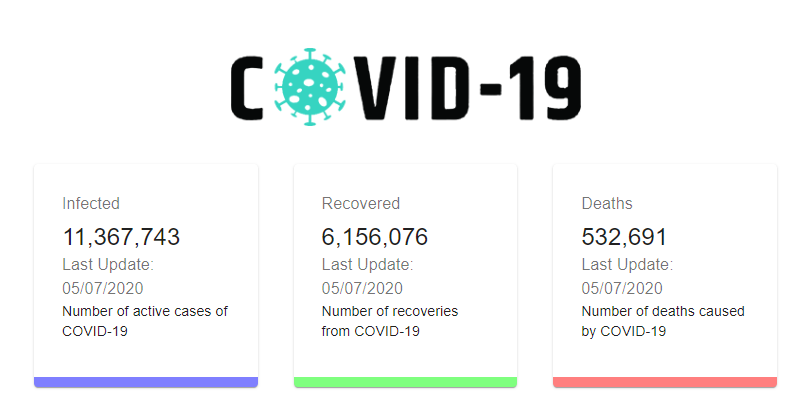 COVID-19
Infected
11,367,743
Last Update:
05/07/2020
Number of active cases of
COVID-19
Recovered
6,156,076
Last Update:
05/07/2020
Number of recoveries
from COVID-19
Deaths
532,691
Last Update:
05/07/2020
Number of deaths caused
by COVID-19